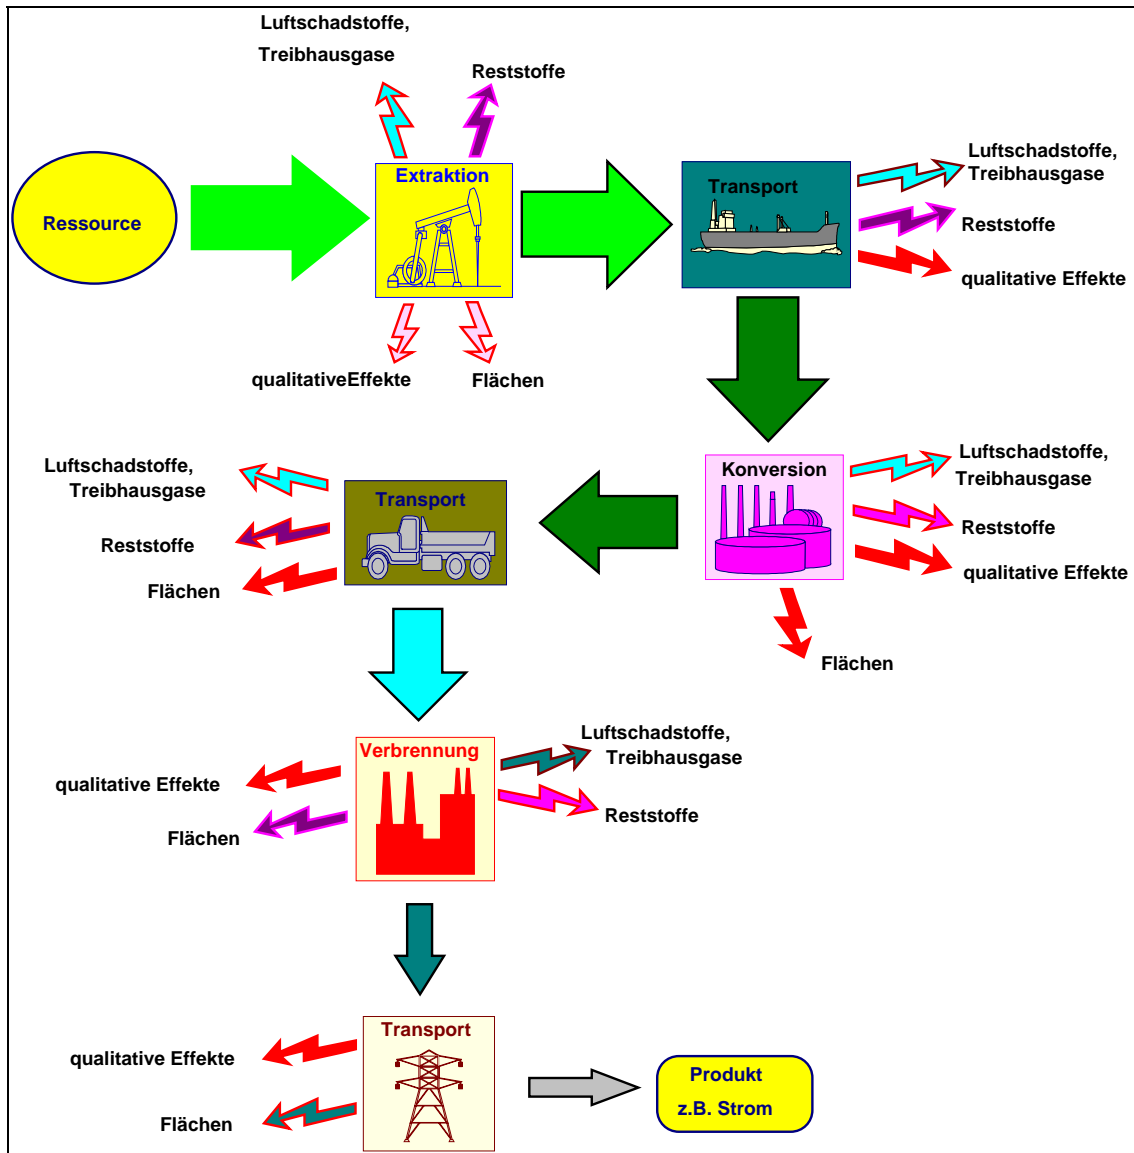 Luftschadstoffe,
Treibhausgase
Reststoffe
Ressource
Extraktion
Transport
Luftschadstoffe,
Treibhausgase
Reststoffe
qualitative Effekte
qualitativeEffekte
Flächen
Luftschadstoffe,
Treibhausgase
Reststoffe
Flächen
Transport
Konversion
Luftschadstoffe,
Treibhausgase
Reststoffe
qualitative Effekte
Flächen
qualitative Effekte
Flächen
Verbrennung
Luftschadstoffe,
Treibhausgase
Reststoffe
qualitative Effekte
Flächen
Transport
Produkt
z.B. Strom